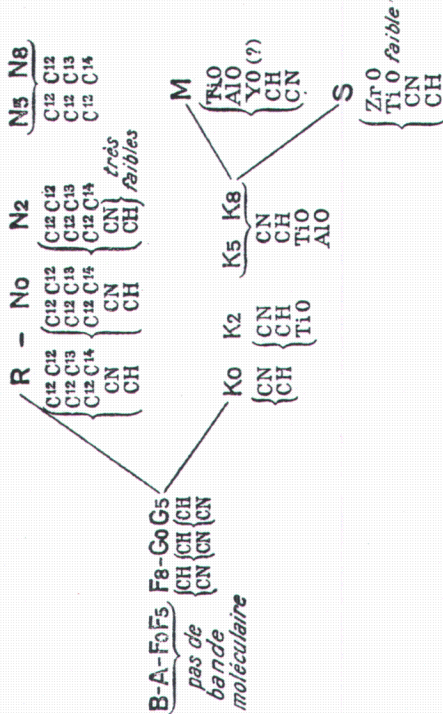 B-A-F0F5
pas de
bande
moléculaire
F8-G0G5
CH CH CH
CN CN CN
R – N0 N2 N5 N8
C12 C12
C12 C13
C12 C14
CN
CH
C12 C12
C12 C13
C12 C14
CN
CH
C12 C12
C12 C13
C12 C14
CN
CH
très
faibles
C12 C12
C12 C13
C12 C14
K0 K2 K5 K8
CN
CH
CN
CH
TiO
CN
CH
TiO
AlO
M
TiO
AlO
YO (?)
CH
CN
S
ZrO
TiO faible
CN
CH